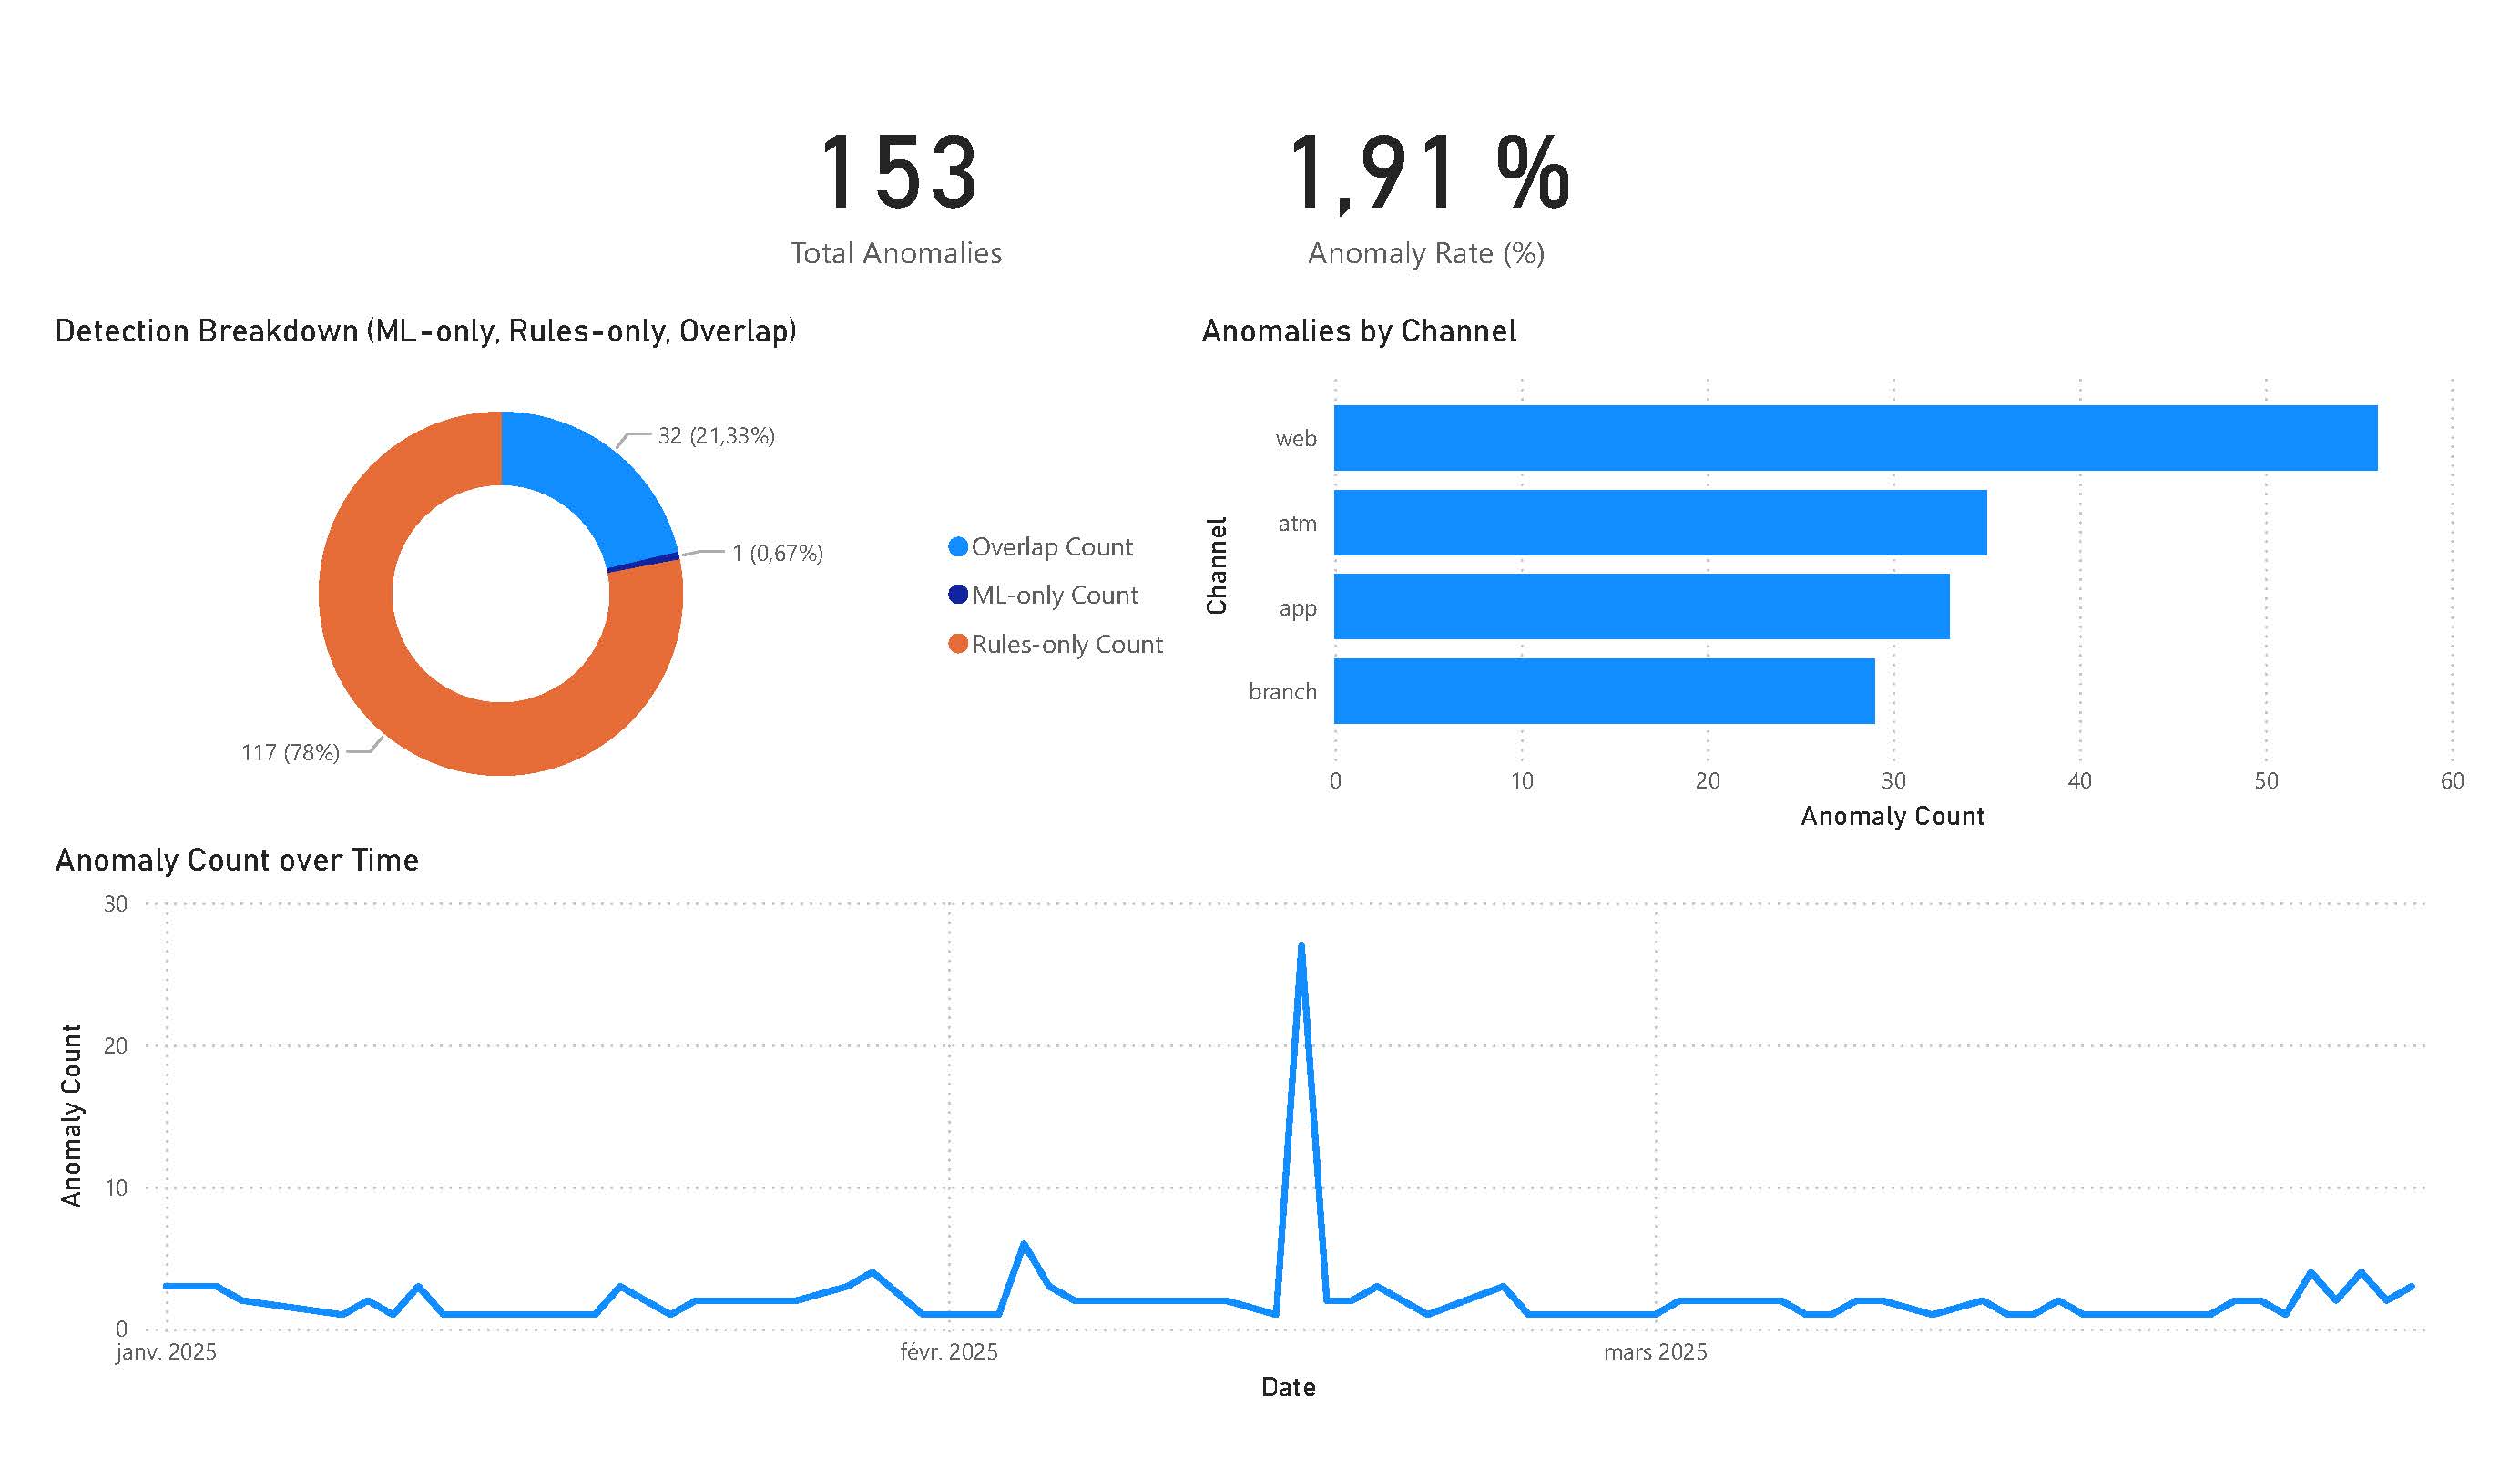 153
Total Anomalies
1,91 %
Anomaly Rate (%)
Detection Breakdown (ML-only, Rules-only, Overlap)
32 (21,33%)
1 (0,67%)
117 (78%)
Overlap Count
ML-only Count
Rules-only Count
Anomalies by Channel
Channel
web
atm
app
branch
0 10 20 30 40 50 60
Anomaly Count
Anomaly Count over Time
Anomaly Count
30
20
10
0
janv. 2025 févr. 2025 mars 2025
Date